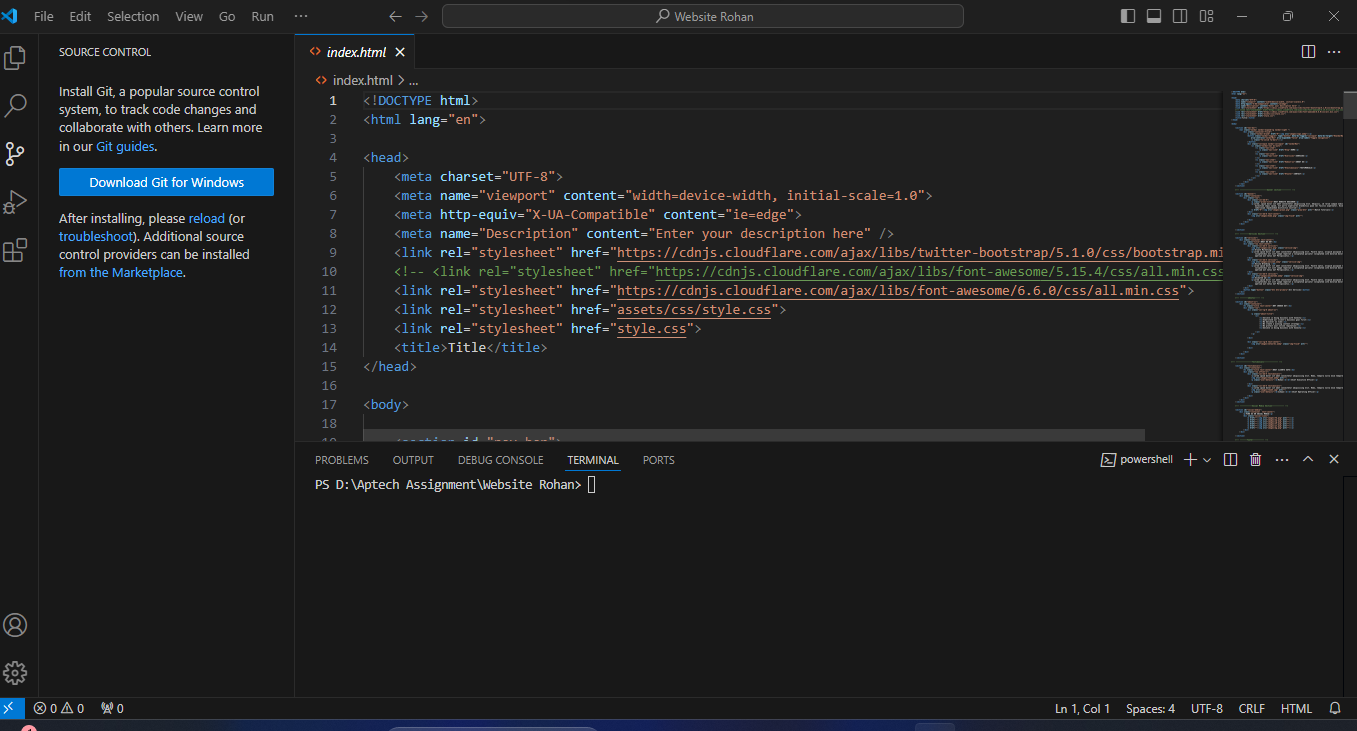 File Edit Selection View Go Run ···
Website Rohan
SOURCE CONTROL
Install Git, a popular source control
system, to track code changes and
collaborate with others. Learn more
in our Git guides.
Download Git for Windows
After installing, please reload (or
troubleshoot). Additional source
control providers can be installed
from the Marketplace.
index.html
index.html > ...
1 <!DOCTYPE html>
2 <html lang="en">
3
4 <head>
5 <meta charset="UTF-8">
6 <meta name="viewport" content="width=device-width, initial-scale=1.0">
7 <meta http-equiv="X-UA-Compatible" content="ie=edge">
8 <meta name="Description" content="Enter your description here" />
9 <link rel="stylesheet" href="https://cdnjs.cloudflare.com/ajax/libs/twitter-bootstrap/5.1.0/css/bootstrap.mi
10 <!-- <link rel="stylesheet" href="https://cdnjs.cloudflare.com/ajax/libs/font-awesome/5.15.4/css/all.min.css
11 <link rel="stylesheet" href="https://cdnjs.cloudflare.com/ajax/libs/font-awesome/6.6.0/css/all.min.css">
12 <link rel="stylesheet" href="assets/css/style.css">
13 <link rel="stylesheet" href="style.css">
14 <title>Title</title>
15 </head>
16
17 <body>
18
PROBLEMS OUTPUT DEBUG CONSOLE TERMINAL PORTS
powershell
PS D:\Aptech Assignment\Website Rohan>
0 0 0
Ln 1, Col 1 Spaces: 4 UTF-8 CRLF HTML